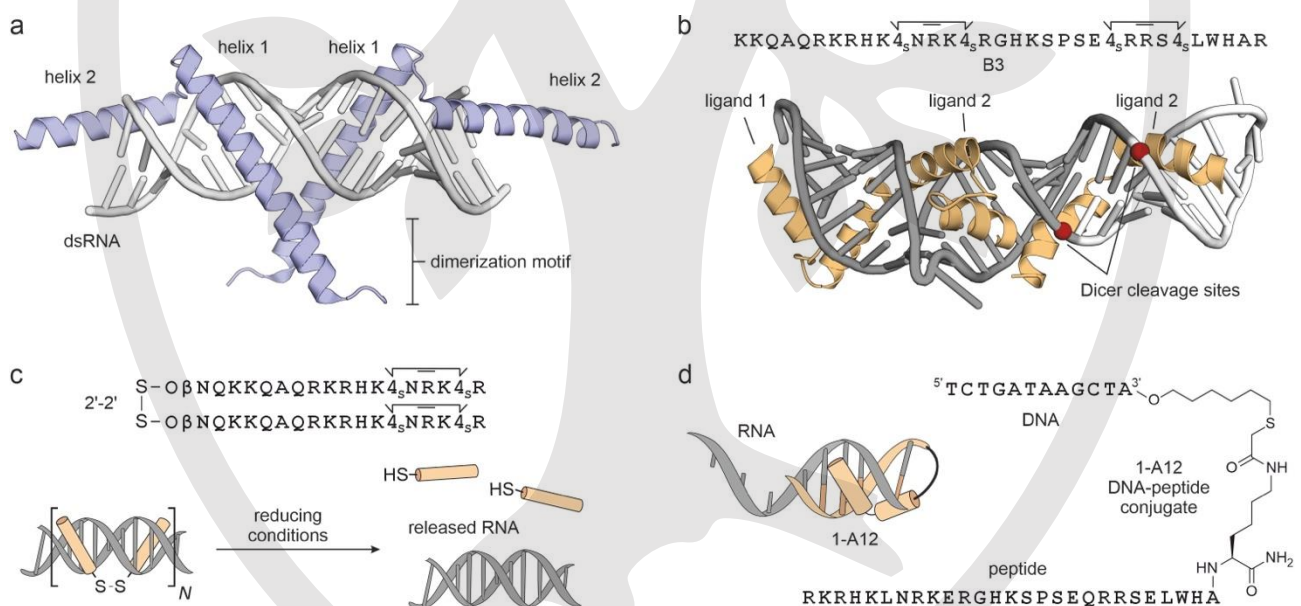 a
helix 1
helix 1
helix 2
helix 2
dsRNA
dimerization motif
b
KKQAQRKRHK4sNRK4sRGHKSPSE4sRRS4sLWHAR
B3
ligand 1
ligand 2
ligand 2
Dicer cleavage sites
c
S–OβNQKKQAQRKRHK4sNRK4sR
2'-2'
S–OβNQKKQAQRKRHK4sNRK4sR
HS
HS
reducing
conditions
released RNA
S-S
N
d
5'TCTGATAAGCTA3'
O
DNA
S
RNA
O
NH
1-A12
DNA-peptide
conjugate
1-A12
HN
NH2
O
peptide
RKRHKLNRKERGHKSPSEQRRSELWHA